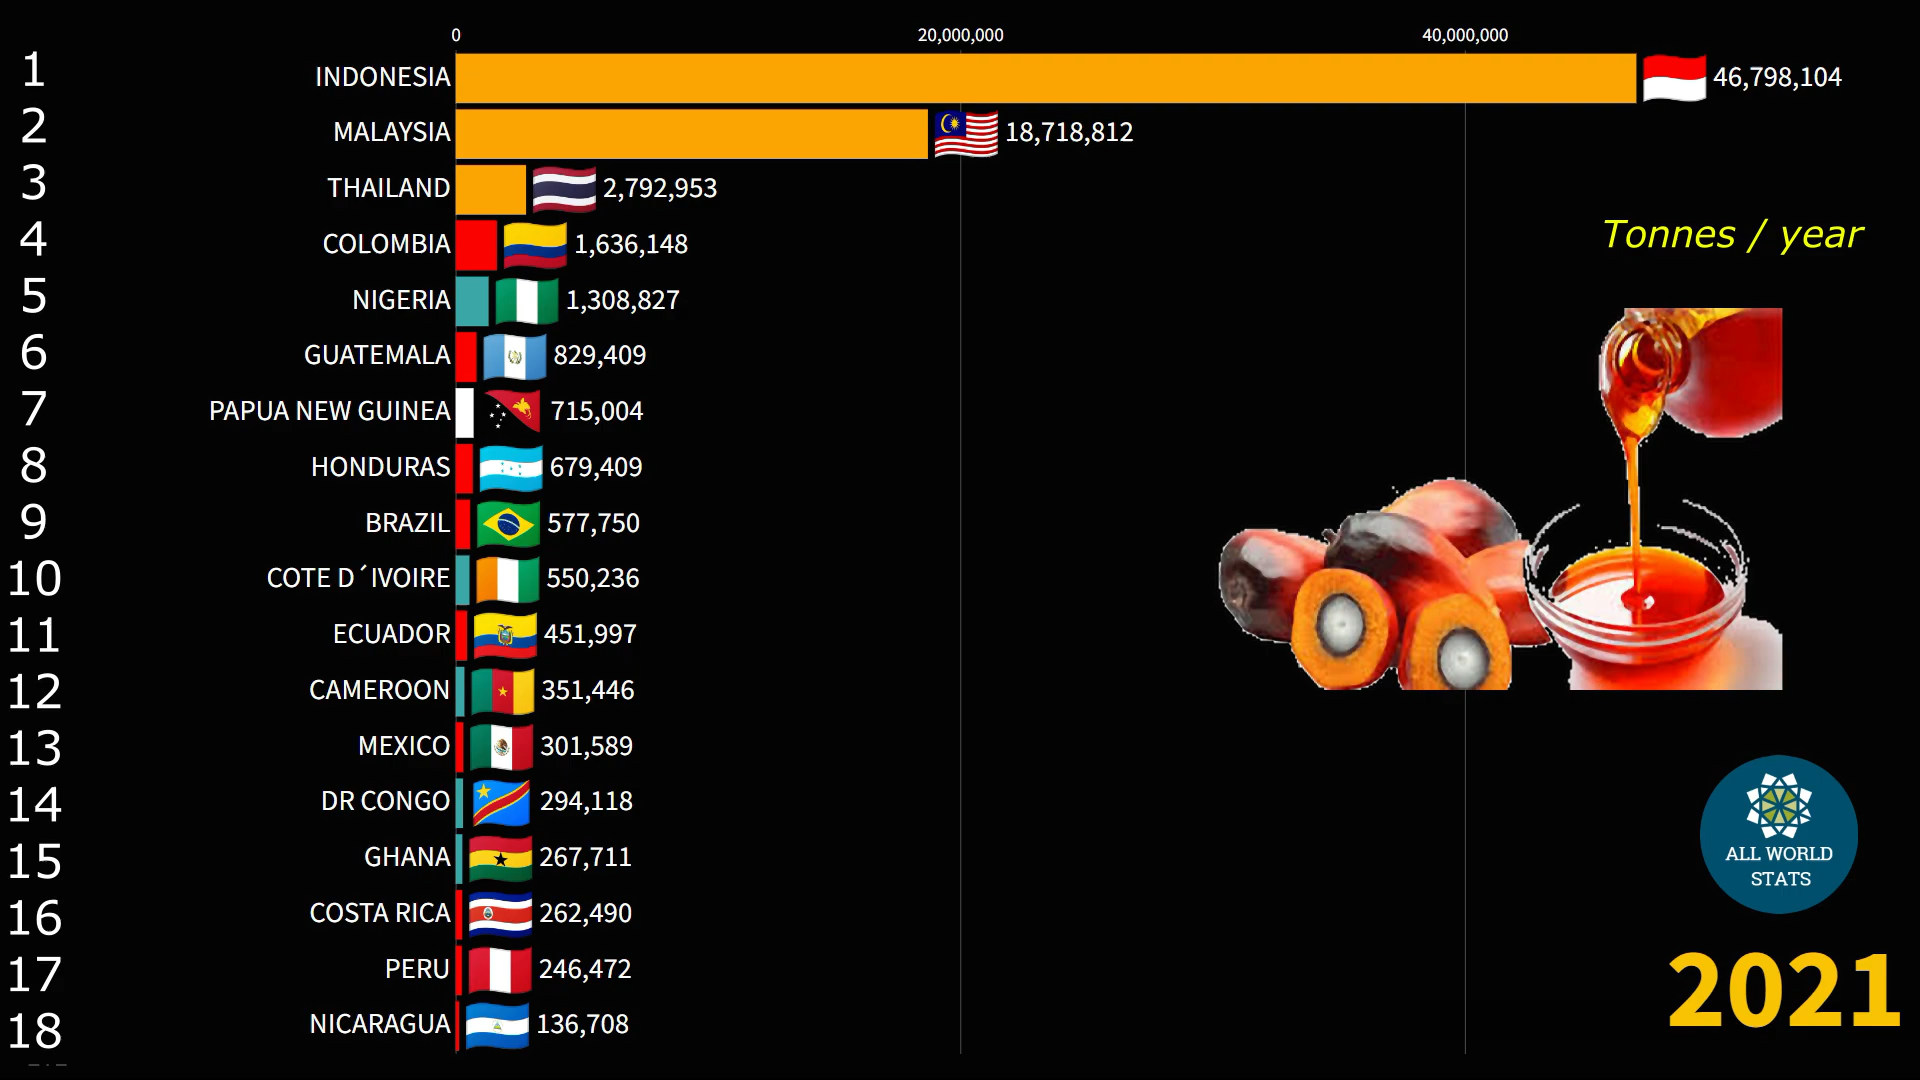 0 20,000,000 40,000,000
1 INDONESIA 46,798,104
2 MALAYSIA 18,718,812
3 THAILAND 2,792,953
4 COLOMBIA 1,636,148
Tonnes / year
5 NIGERIA 1,308,827
6 GUATEMALA 829,409
7 PAPUA NEW GUINEA 715,004
8 HONDURAS 679,409
9 BRAZIL 577,750
10 COTE D´IVOIRE 550,236
11 ECUADOR 451,997
12 CAMEROON 351,446
13 MEXICO 301,589
14 DR CONGO 294,118
15 GHANA 267,711
16 COSTA RICA 262,490
17 PERU 246,472
18 NICARAGUA 136,708
ALL WORLD
STATS
2021